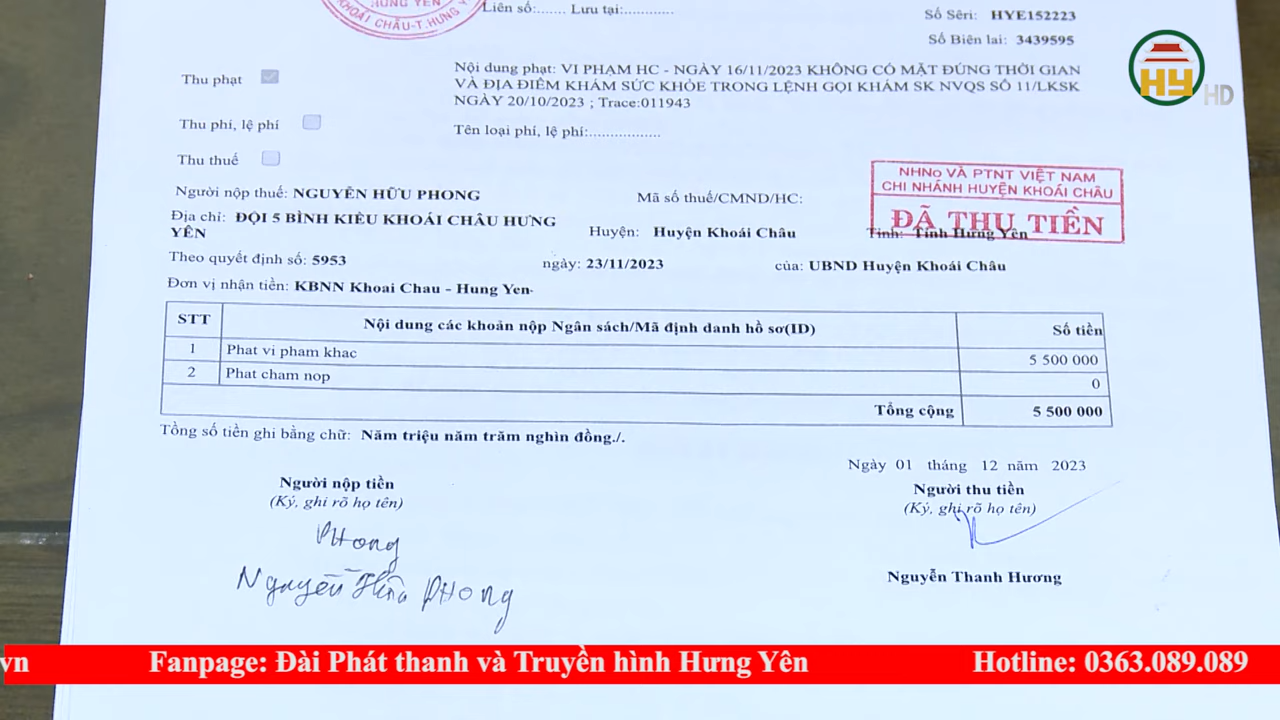 HƯNG YÊN
KHOÁI CHÂU-T.HƯNG Y
Liên số:....... Lưu tại:............
Số Sêri: HYE152223
Số Biên lai: 3439595
HY HD
Thu phạt
Nội dung phạt: VI PHẠM HC - NGÀY 16/11/2023 KHÔNG CÓ MẶT ĐÚNG THỜI GIAN
VÀ ĐỊA ĐIỂM KHÁM SỨC KHỎE TRONG LỆNH GỌI KHÁM SK NVQS SỐ 11/LKSK
NGÀY 20/10/2023 ; Trace:011943
Thu phí, lệ phí
Tên loại phí, lệ phí:.................
Thu thuế
NHNo VÀ PTNT VIỆT NAM
CHI NHÁNH HUYỆN KHOÁI CHÂU
ĐÃ THU TIỀN
Người nộp thuế: NGUYỄN HỮU PHONG Mã số thuế/CMND/HC:
Địa chỉ: ĐỘI 5 BÌNH KIỀU KHOÁI CHÂU HƯNG
YÊN
Huyện: Huyện Khoái Châu Tỉnh: Tỉnh Hưng Yên
Theo quyết định số: 5953 ngày: 23/11/2023 của: UBND Huyện Khoái Châu
Đơn vị nhận tiền: KBNN Khoai Chau - Hung Yen-
STT Nội dung các khoản nộp Ngân sách/Mã định danh hồ sơ(ID) Số tiền
1 Phat vi pham khac 5 500 000
2 Phat cham nop 0
Tổng cộng 5 500 000
Tổng số tiền ghi bằng chữ: Năm triệu năm trăm nghìn đồng./.
Ngày 01 tháng 12 năm 2023
Người nộp tiền Người thu tiền
(Ký, ghi rõ họ tên) (Ký, ghi rõ họ tên)
PHong
Nguyễn Hữu PHong
Nguyễn Thanh Hương
vn Fanpage: Đài Phát thanh và Truyền hình Hưng Yên Hotline: 0363.089.089